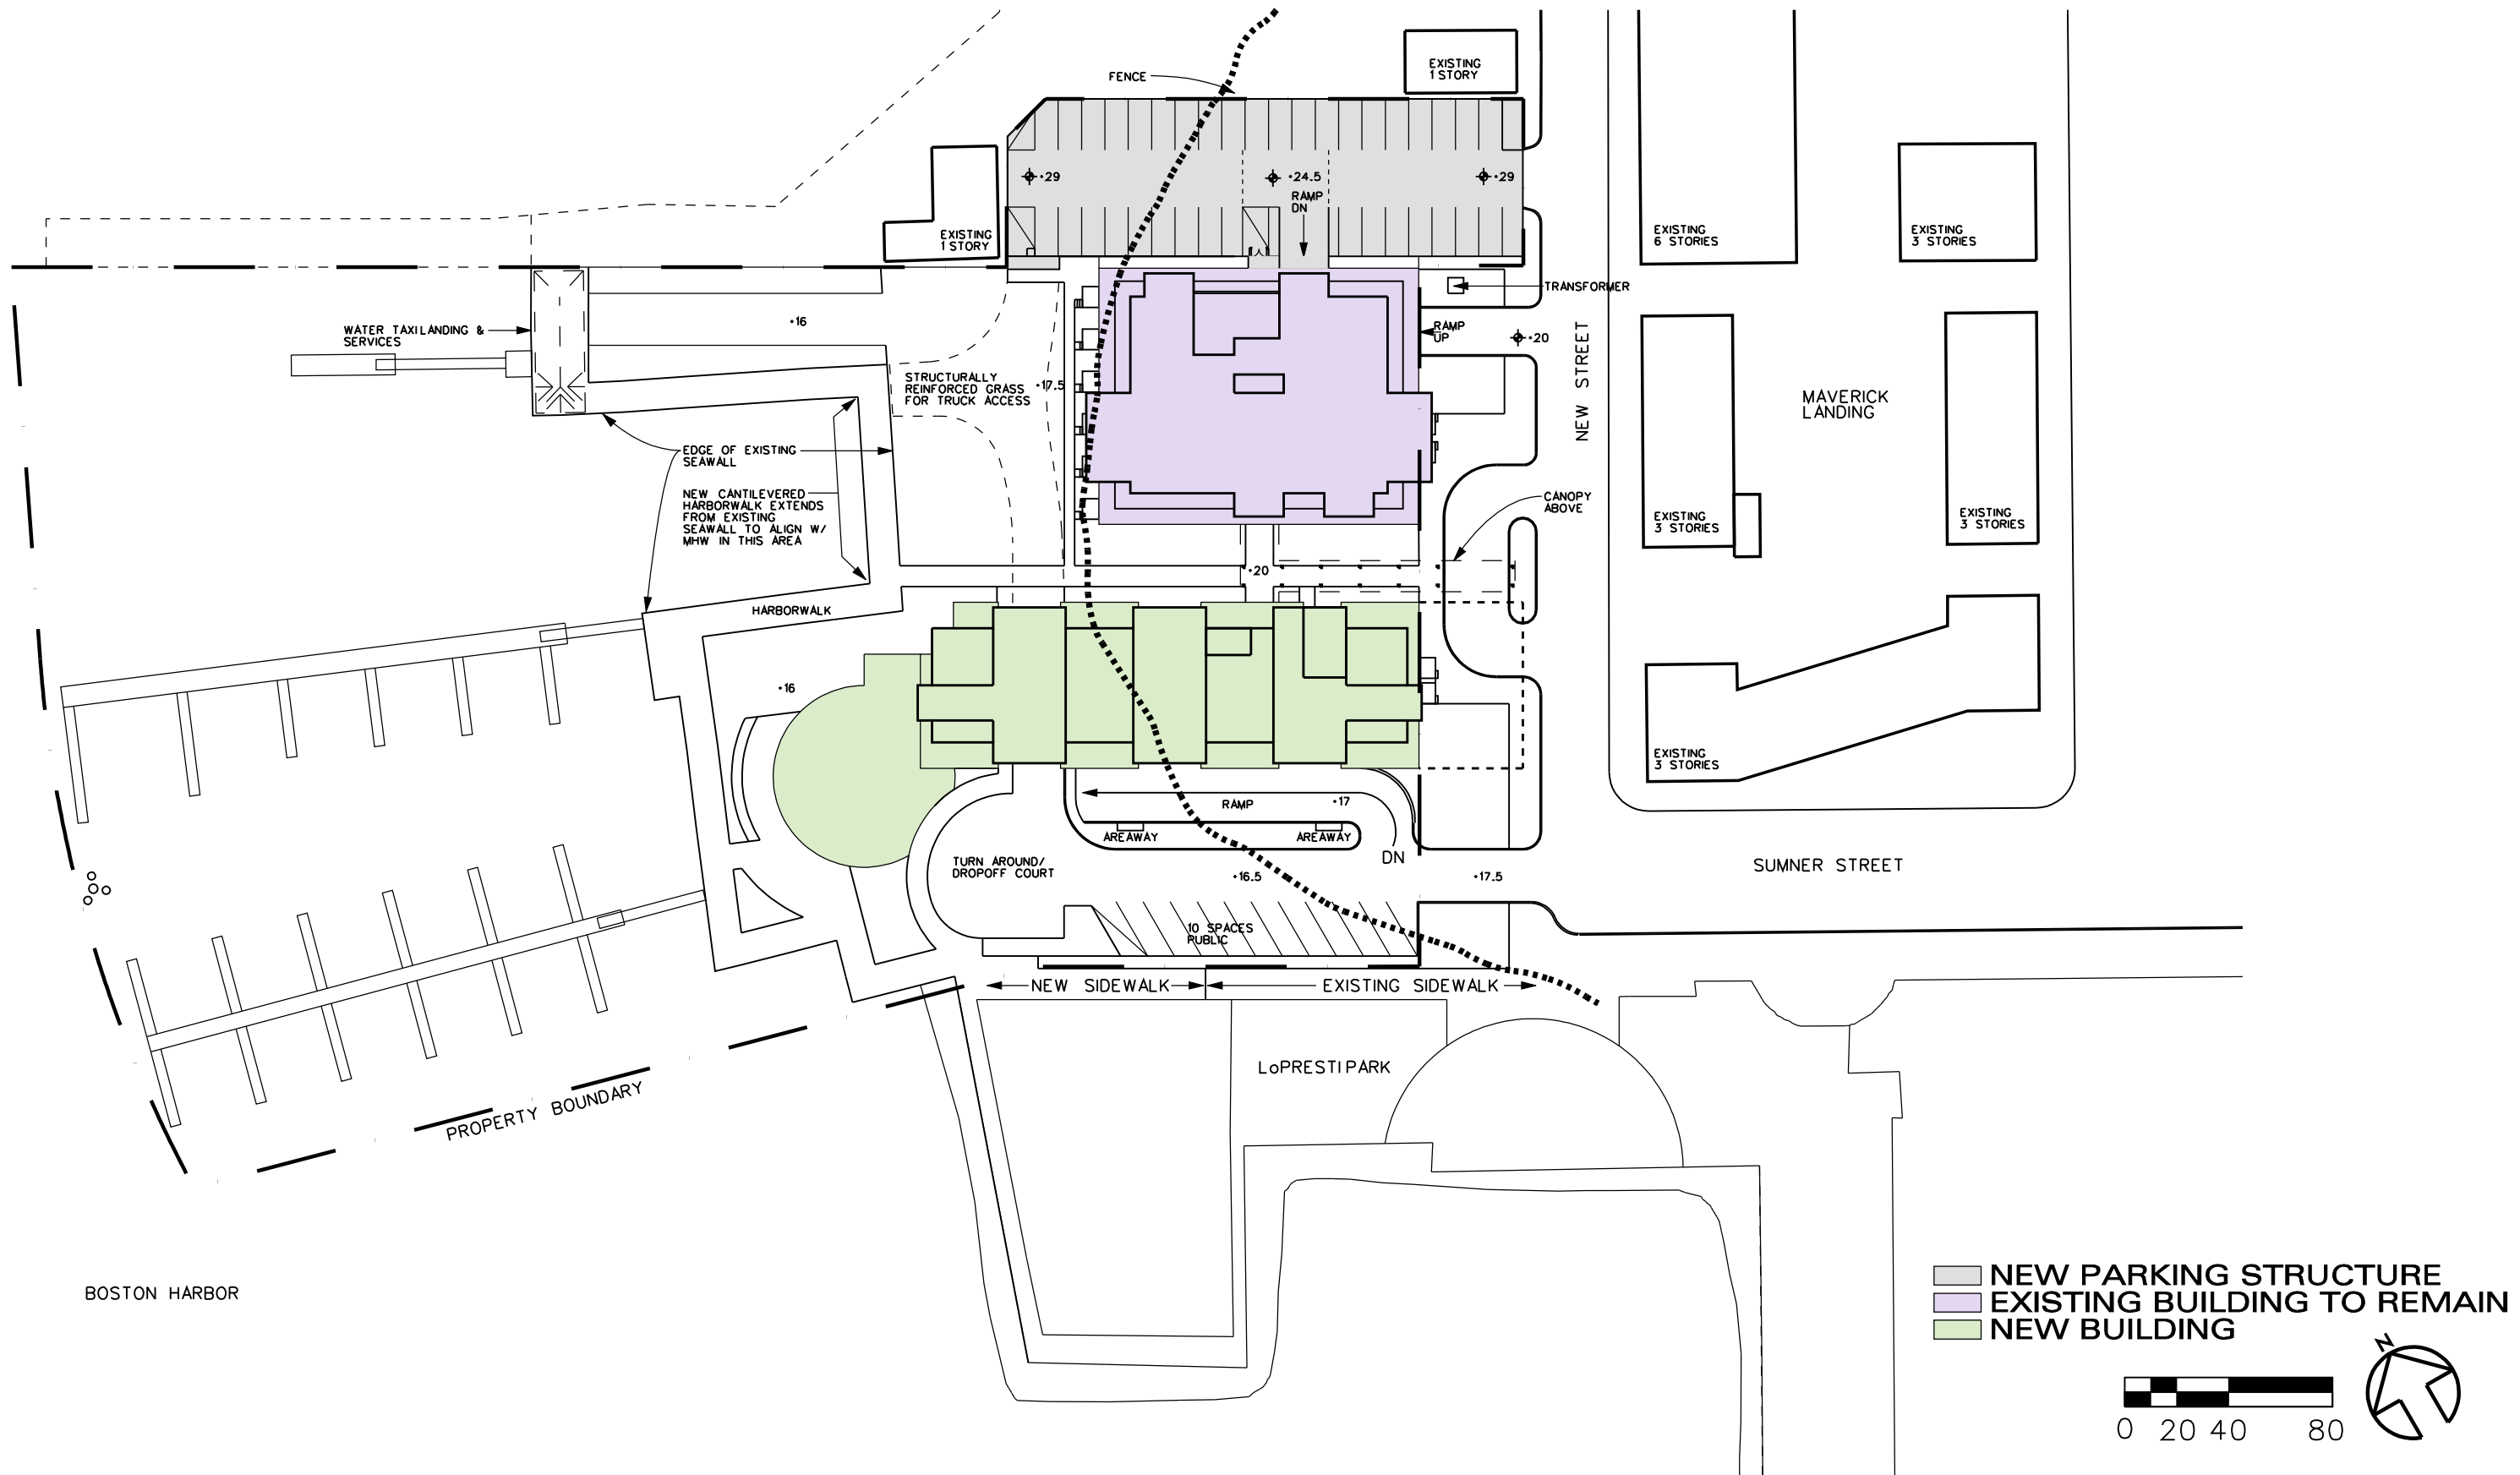 FENCE
EXISTING
1 STORY
+29
+24.5
+29
RAMP
DN
EXISTING
1 STORY
EXISTING
6 STORIES
EXISTING
3 STORIES
TRANSFORMER
WATER TAXI LANDING &
SERVICES
+16
RAMP
UP
+20
NEW STREET
STRUCTURALLY
REINFORCED GRASS
FOR TRUCK ACCESS
+17.5
MAVERICK
LANDING
EDGE OF EXISTING
SEAWALL
NEW CANTILEVERED
HARBORWALK EXTENDS
FROM EXISTING
SEAWALL TO ALIGN W/
MHW IN THIS AREA
CANOPY
ABOVE
EXISTING
3 STORIES
EXISTING
3 STORIES
+20
HARBORWALK
+16
EXISTING
3 STORIES
RAMP
+17
AREAWAY
AREAWAY
DN
TURN AROUND/
DROPOFF COURT
+16.5
+17.5
SUMNER STREET
10 SPACES
PUBLIC
NEW SIDEWALK
EXISTING SIDEWALK
LoPRESTI PARK
PROPERTY BOUNDARY
BOSTON HARBOR
NEW PARKING STRUCTURE
EXISTING BUILDING TO REMAIN
NEW BUILDING
N
0 20 40 80